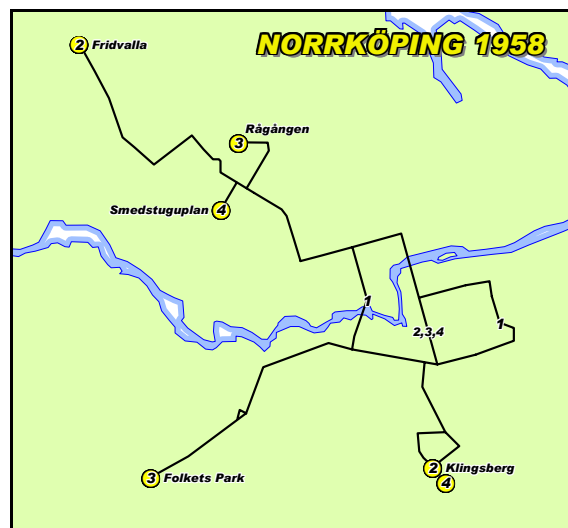 NORRKÖPING 1958
2 Fridvalla
Rågången
3
Smedstuguplan 4
1
2,3,4
1
2 Klingsberg
4
3 Folkets Park